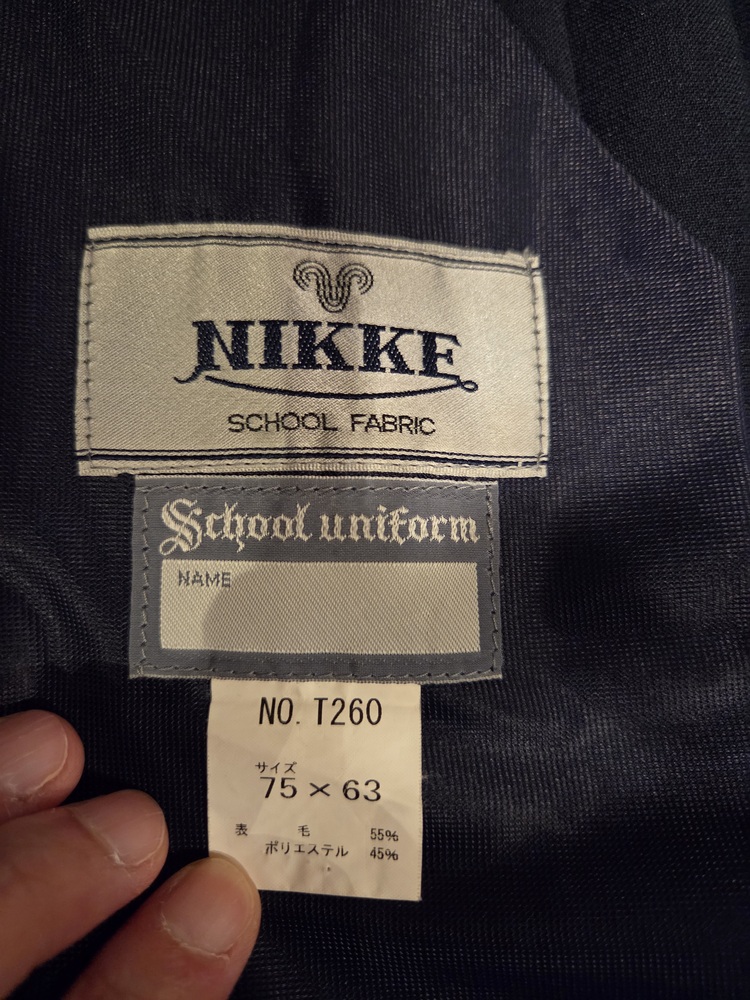 NIKKE
SCHOOL FABRIC
School uniform
NAME
NO. T260
サイズ
75 × 63
表 毛 55%
ポリエステル 45%